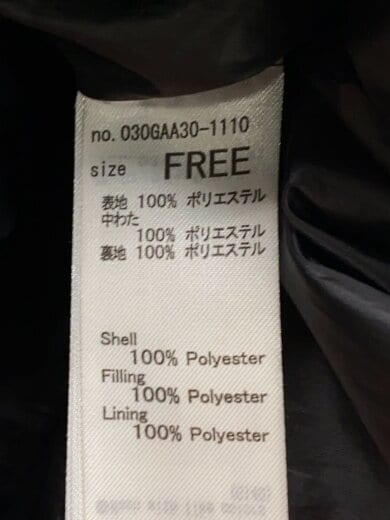 no. 030GAA30-1110
size FREE
表地 100% ポリエステル
中わた
100% ポリエステル
裏地 100% ポリエステル
Shell
100% Polyester
Filling
100% Polyester
Lining
100% Polyester